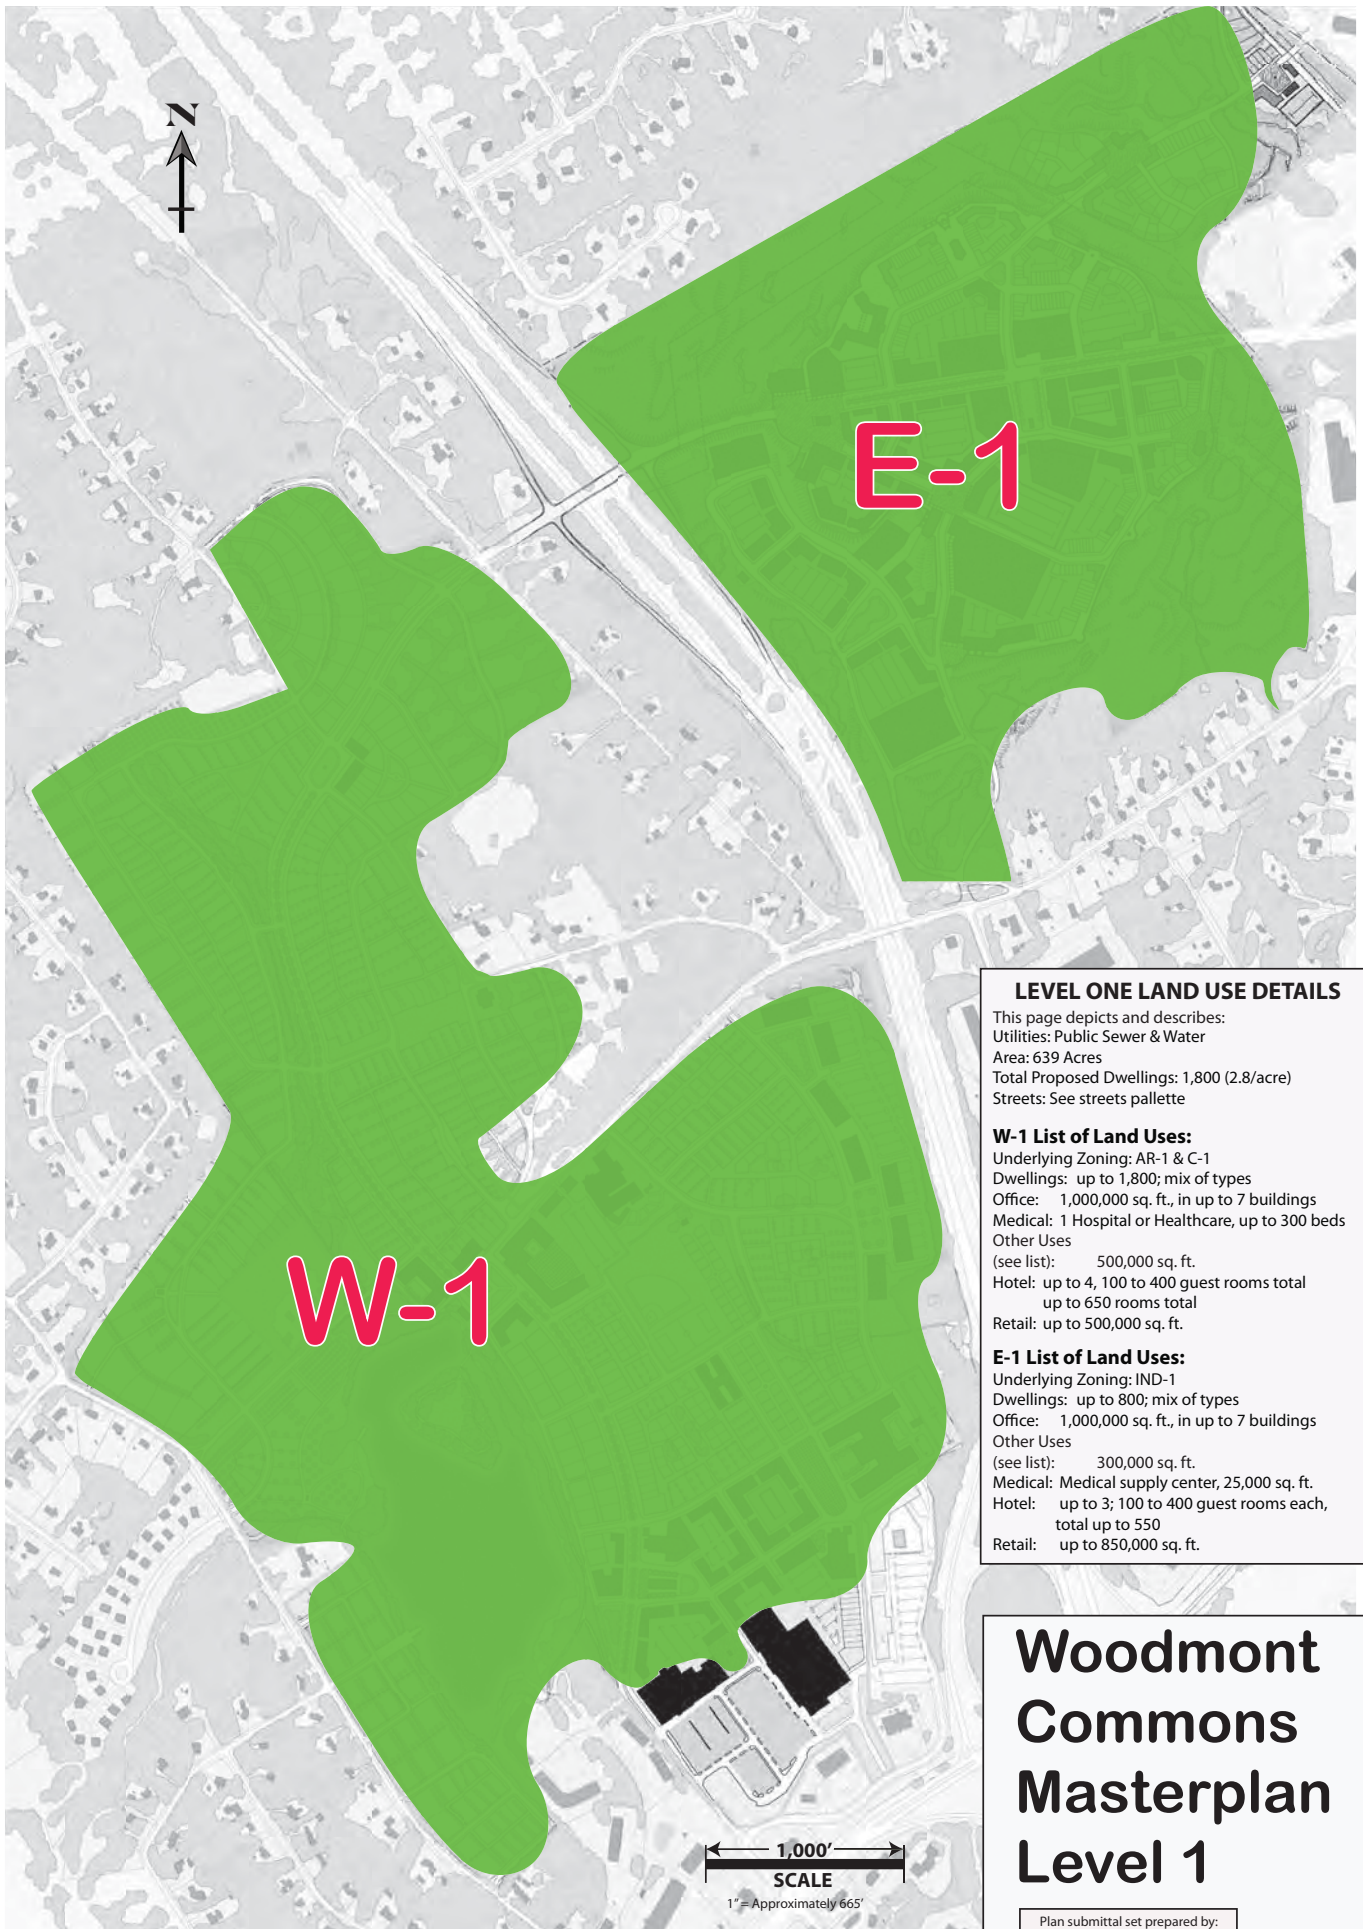 N
E-1
W-1
LEVEL ONE LAND USE DETAILS
This page depicts and describes:
Utilities: Public Sewer & Water
Area: 639 Acres
Total Proposed Dwellings: 1,800 (2.8/acre)
Streets: See streets pallette
W-1 List of Land Uses:
Underlying Zoning: AR-1 & C-1
Dwellings: up to 1,800; mix of types
Office: 1,000,000 sq. ft., in up to 7 buildings
Medical: 1 Hospital or Healthcare, up to 300 beds
Other Uses
(see list): 500,000 sq. ft.
Hotel: up to 4, 100 to 400 guest rooms total
up to 650 rooms total
Retail: up to 500,000 sq. ft.
E-1 List of Land Uses:
Underlying Zoning: IND-1
Dwellings: up to 800; mix of types
Office: 1,000,000 sq. ft., in up to 7 buildings
Other Uses
(see list): 300,000 sq. ft.
Medical: Medical supply center, 25,000 sq. ft.
Hotel: up to 3; 100 to 400 guest rooms each,
total up to 550
Retail: up to 850,000 sq. ft.
Woodmont
Commons
Masterplan
Level 1
1,000'
SCALE
1" = Approximately 665'
Plan submittal set prepared by: